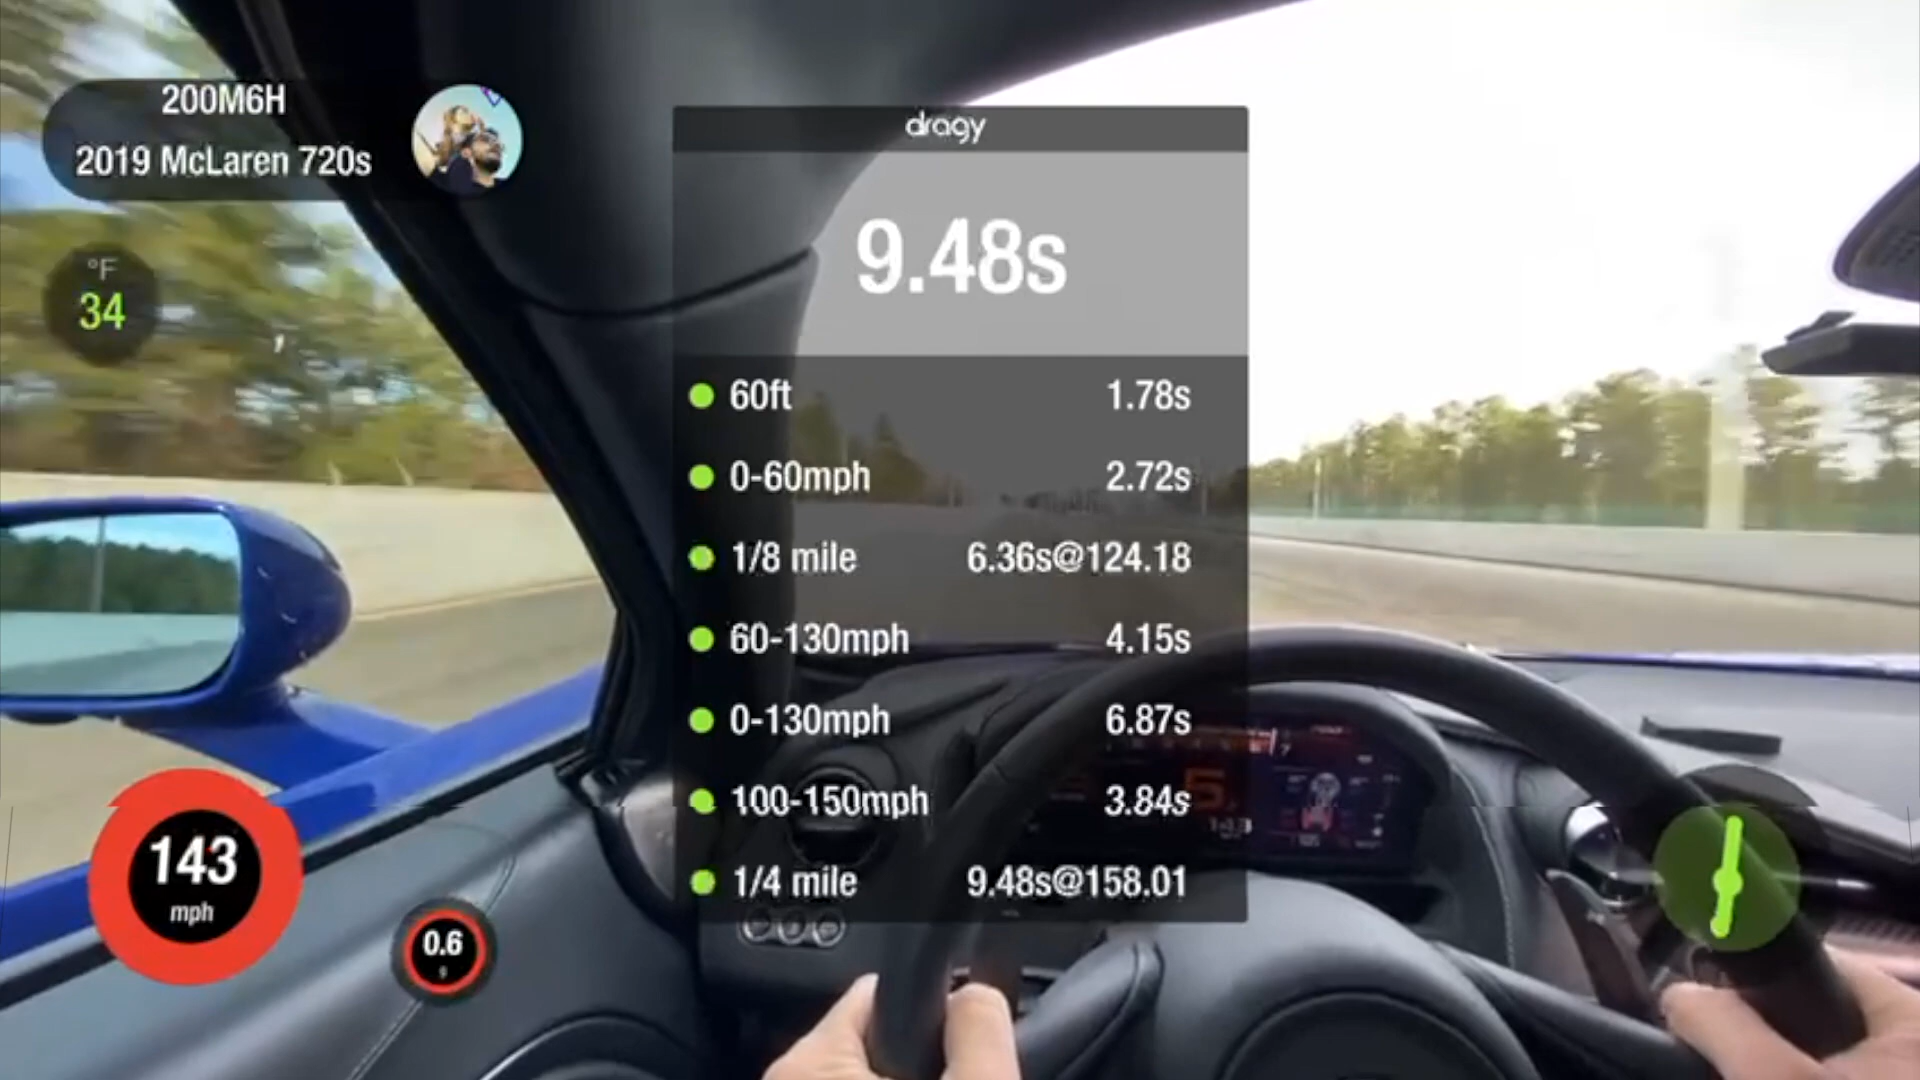 200M6H
2019 McLaren 720s
°F
34
dragy
9.48s
60ft 1.78s
0-60mph 2.72s
1/8 mile 6.36s@124.18
60-130mph 4.15s
0-130mph 6.87s
100-150mph 3.84s
1/4 mile 9.48s@158.01
143
mph
0.6
g
5
143